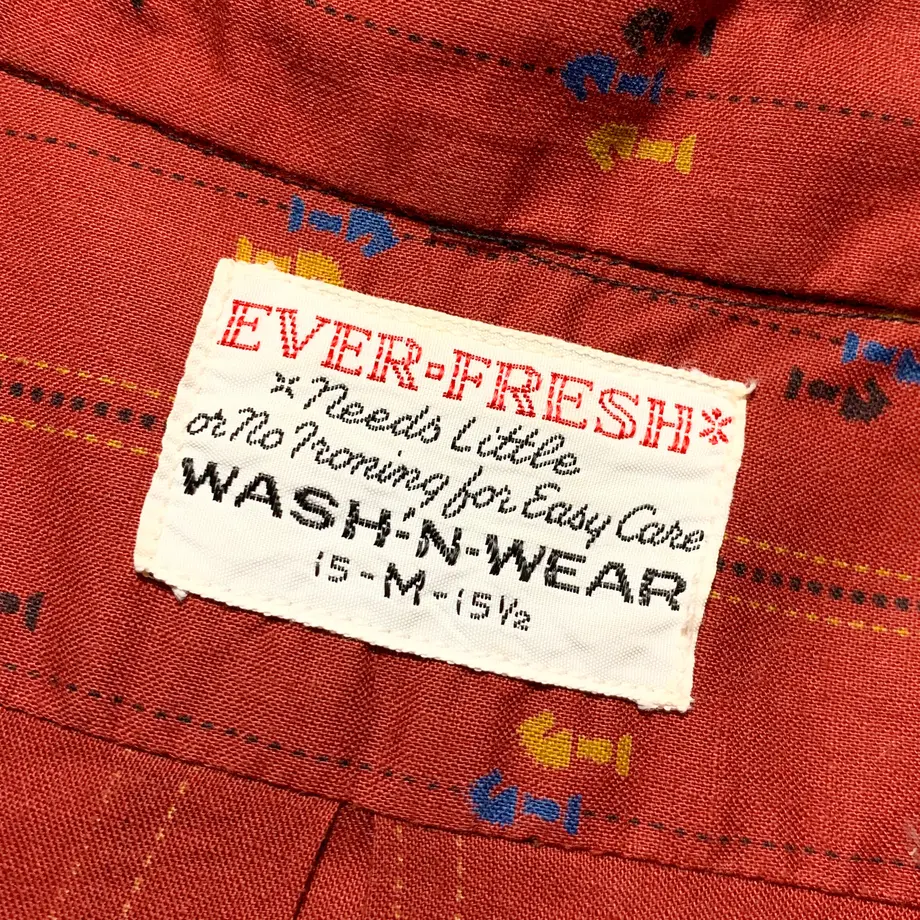 EVER-FRESH*
*Needs Little
or No Ironing for Easy Care
WASH-'N-WEAR
15-M-15½